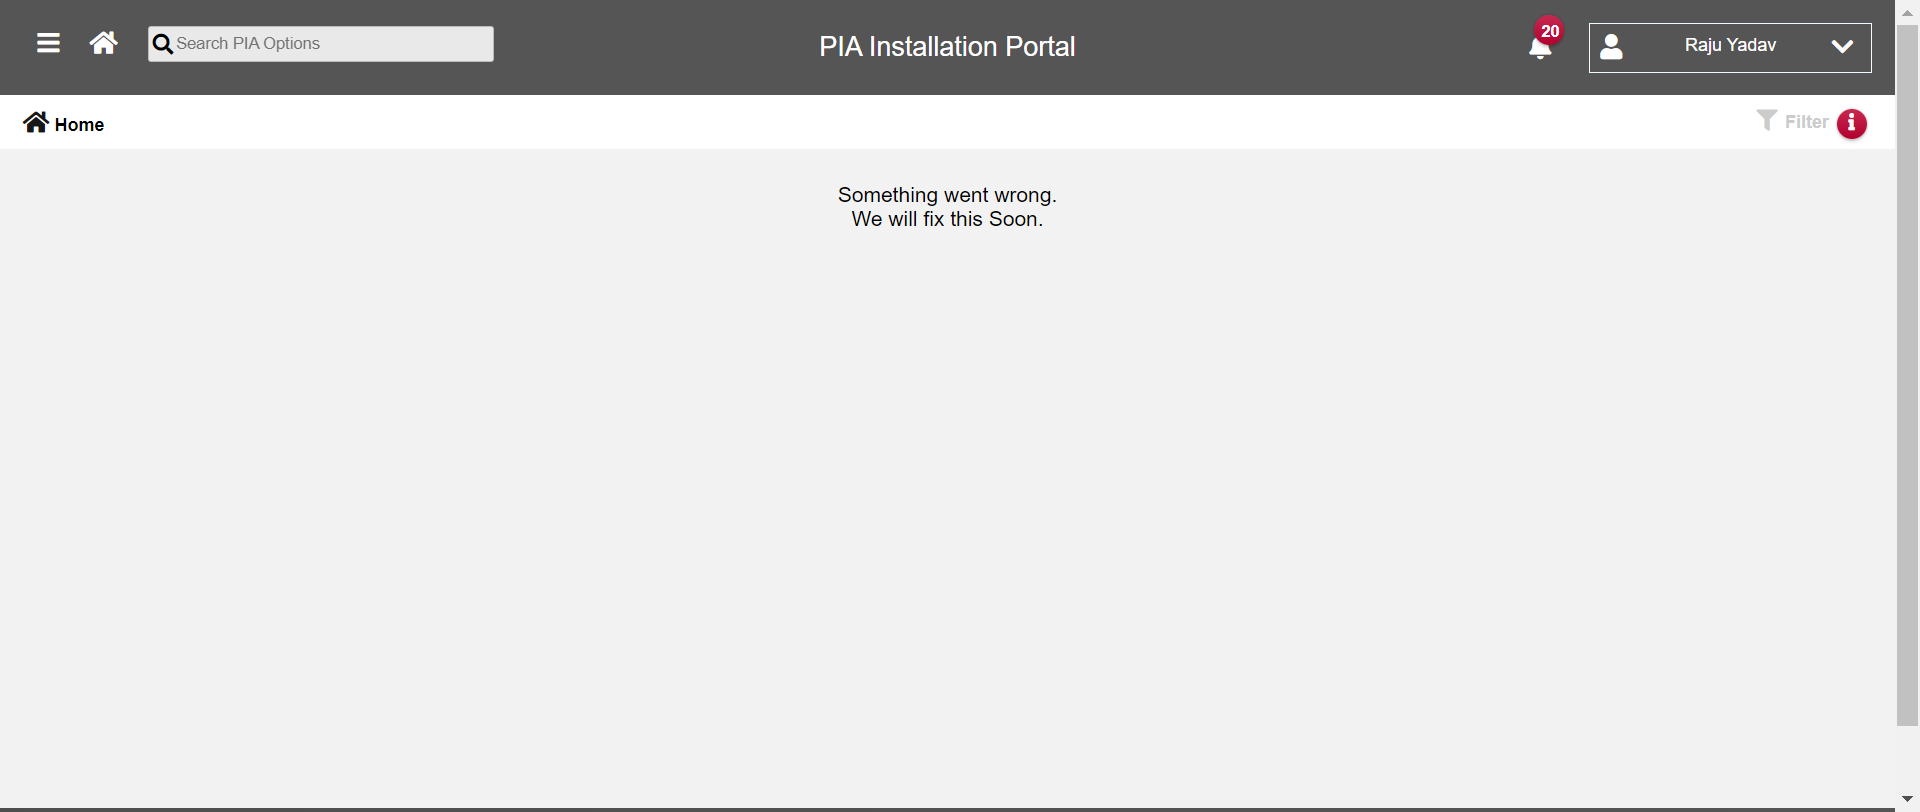 Search PIA Options
PIA Installation Portal
20
Raju Yadav
Home
Filter
Something went wrong.
We will fix this Soon.